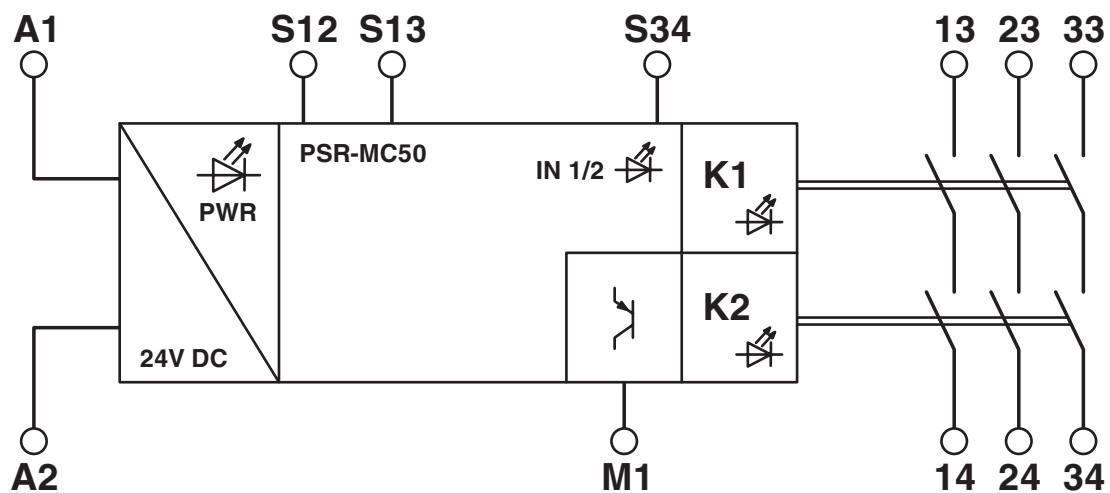 A1 S12 S13 S34 13 23 33
PSR-MC50
IN 1/2
K1
PWR
K2
24V DC
A2 M1 14 24 34